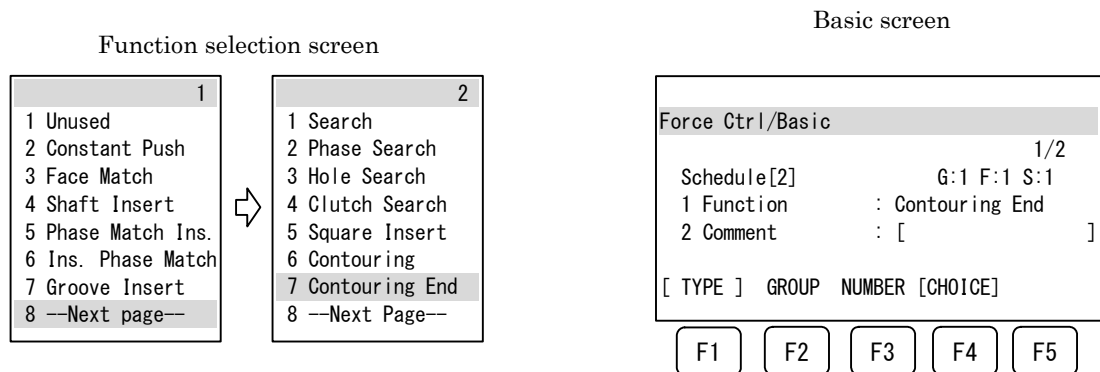 Basic screen
Function selection screen
1
1 Unused
2 Constant Push
3 Face Match
4 Shaft Insert
5 Phase Match Ins.
6 Ins. Phase Match
7 Groove Insert
8 --Next page--
2
1 Search
2 Phase Search
3 Hole Search
4 Clutch Search
5 Square Insert
6 Contouring
7 Contouring End
8 --Next Page--
Force Ctrl/Basic
1/2
Schedule[2] G:1 F:1 S:1
1 Function : Contouring End
2 Comment : [ ]
[ TYPE ] GROUP NUMBER [CHOICE]
F1 F2 F3 F4 F5